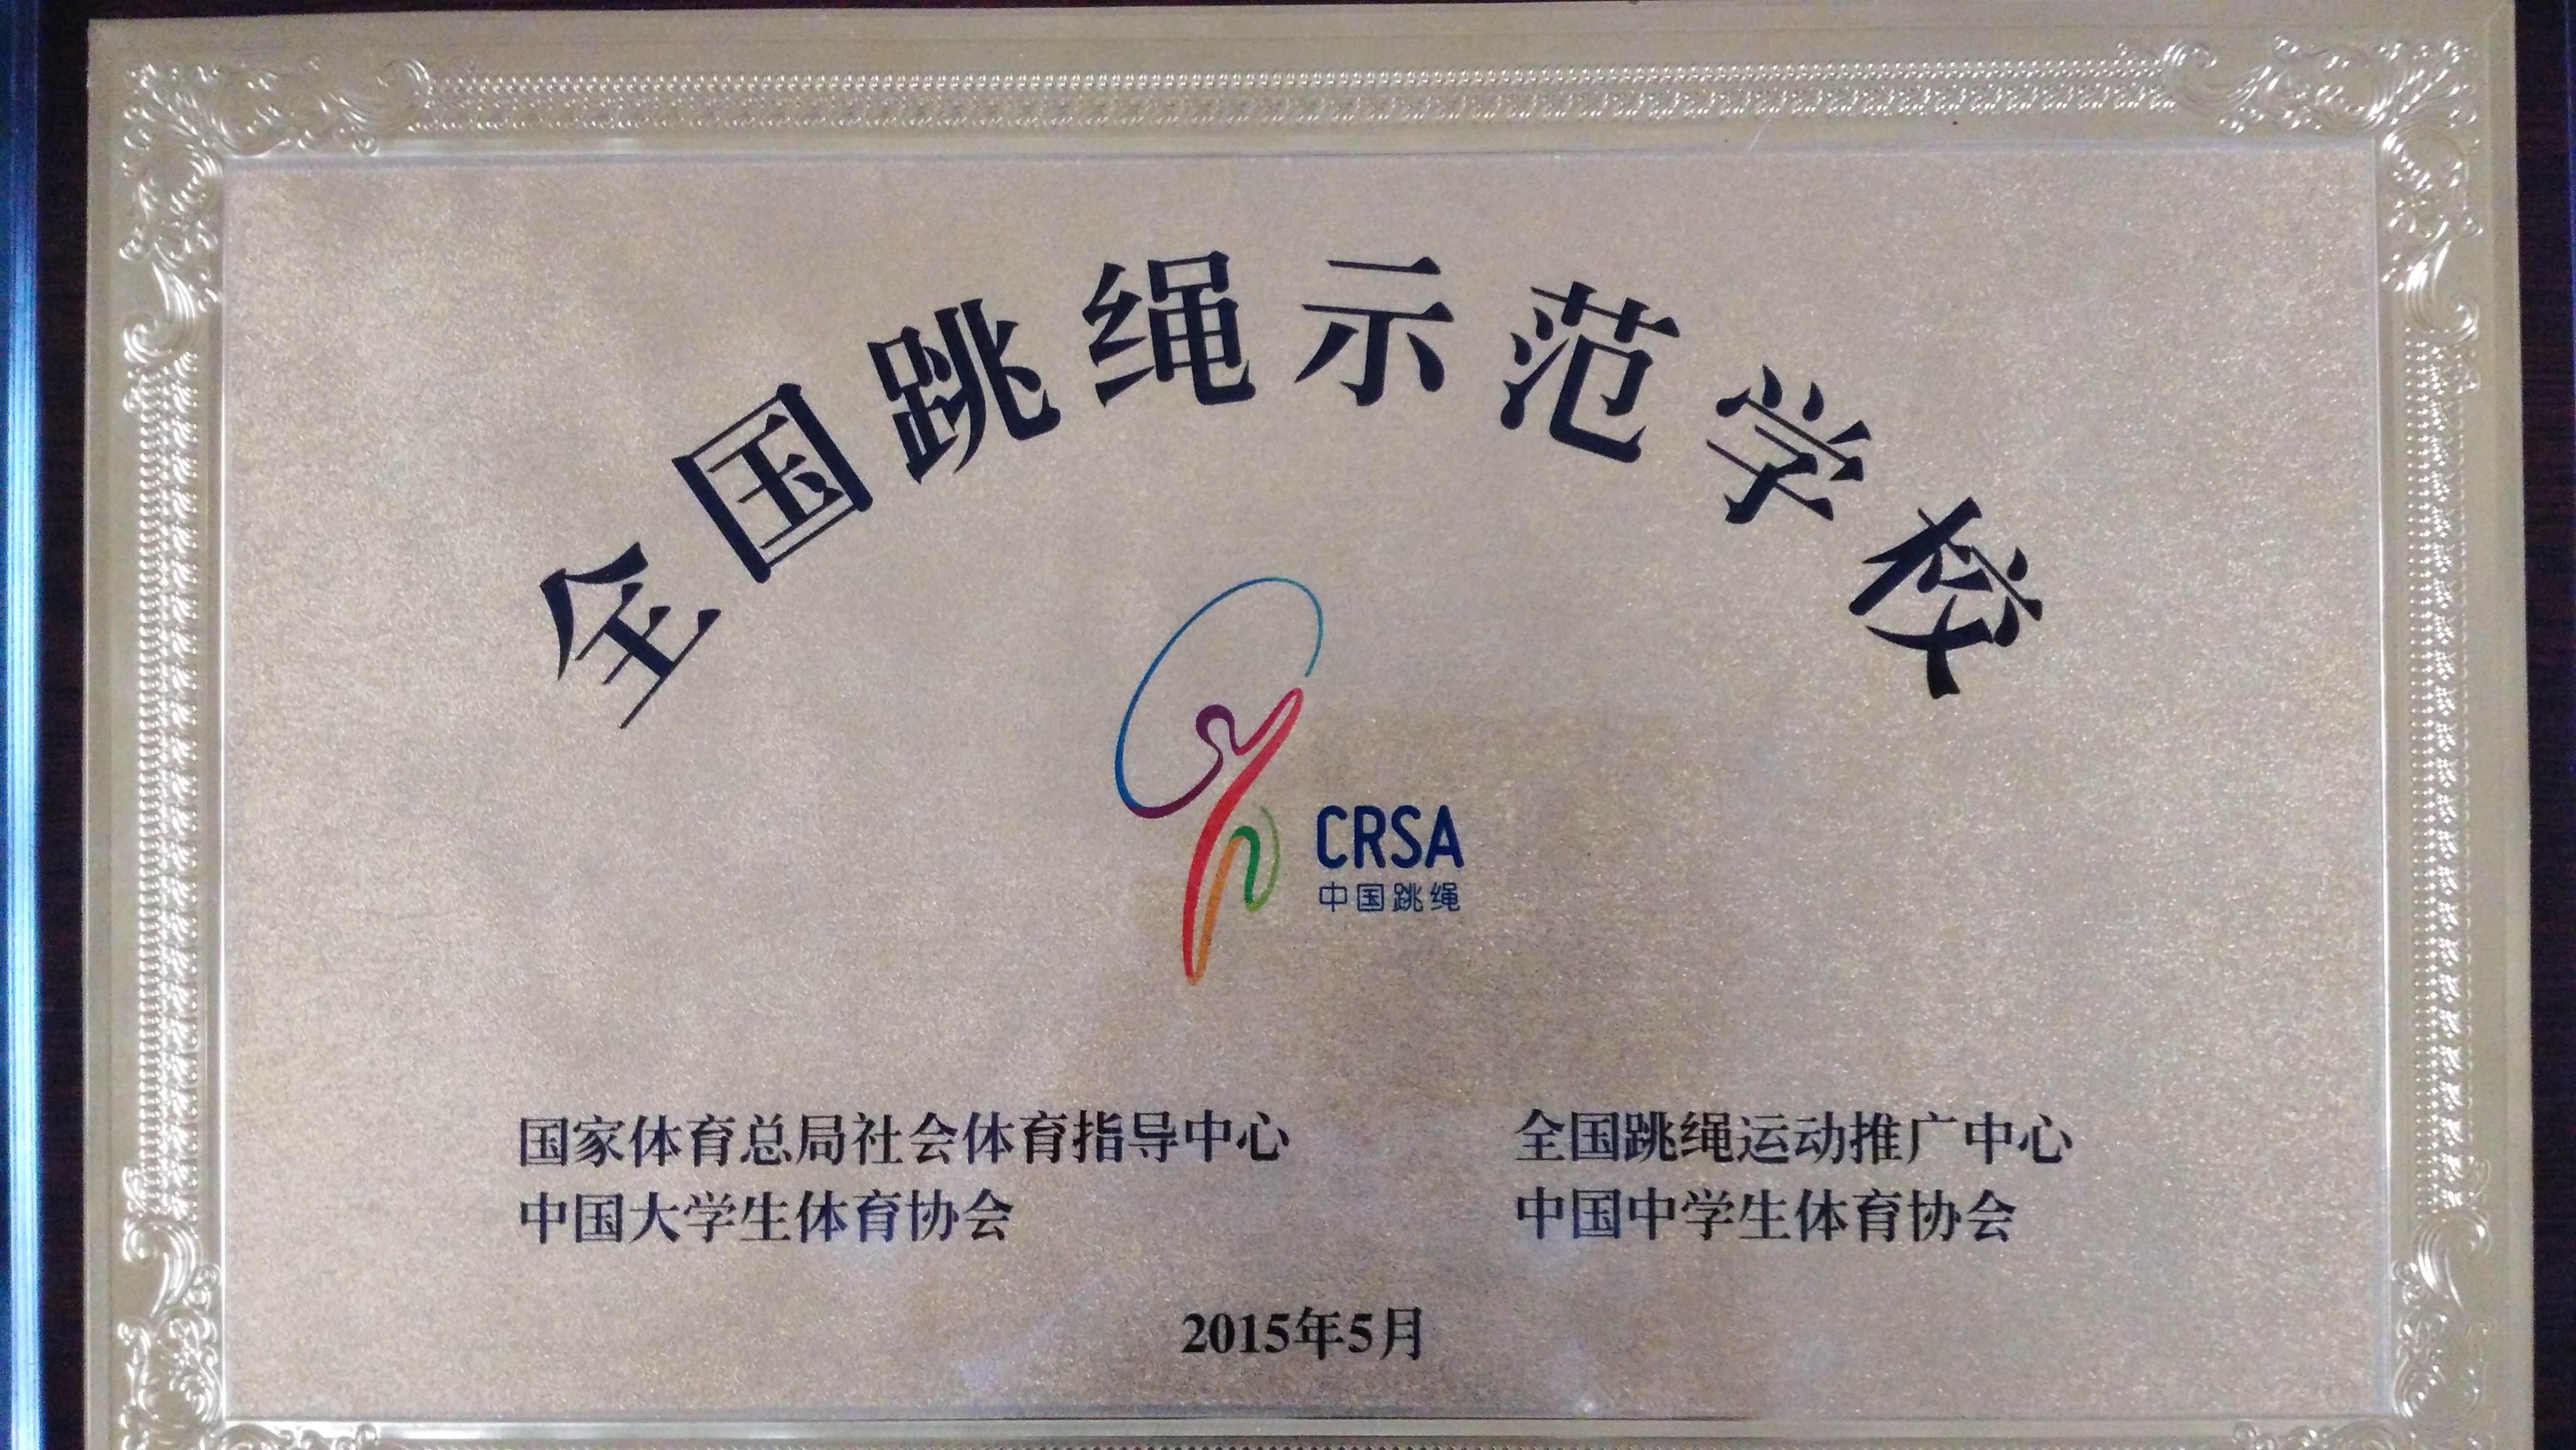 全国跳绳示范学校
CRSA
中国跳绳
国家体育总局社会体育指导中心 全国跳绳运动推广中心
中国大学生体育协会 中国中学生体育协会
2015年5月